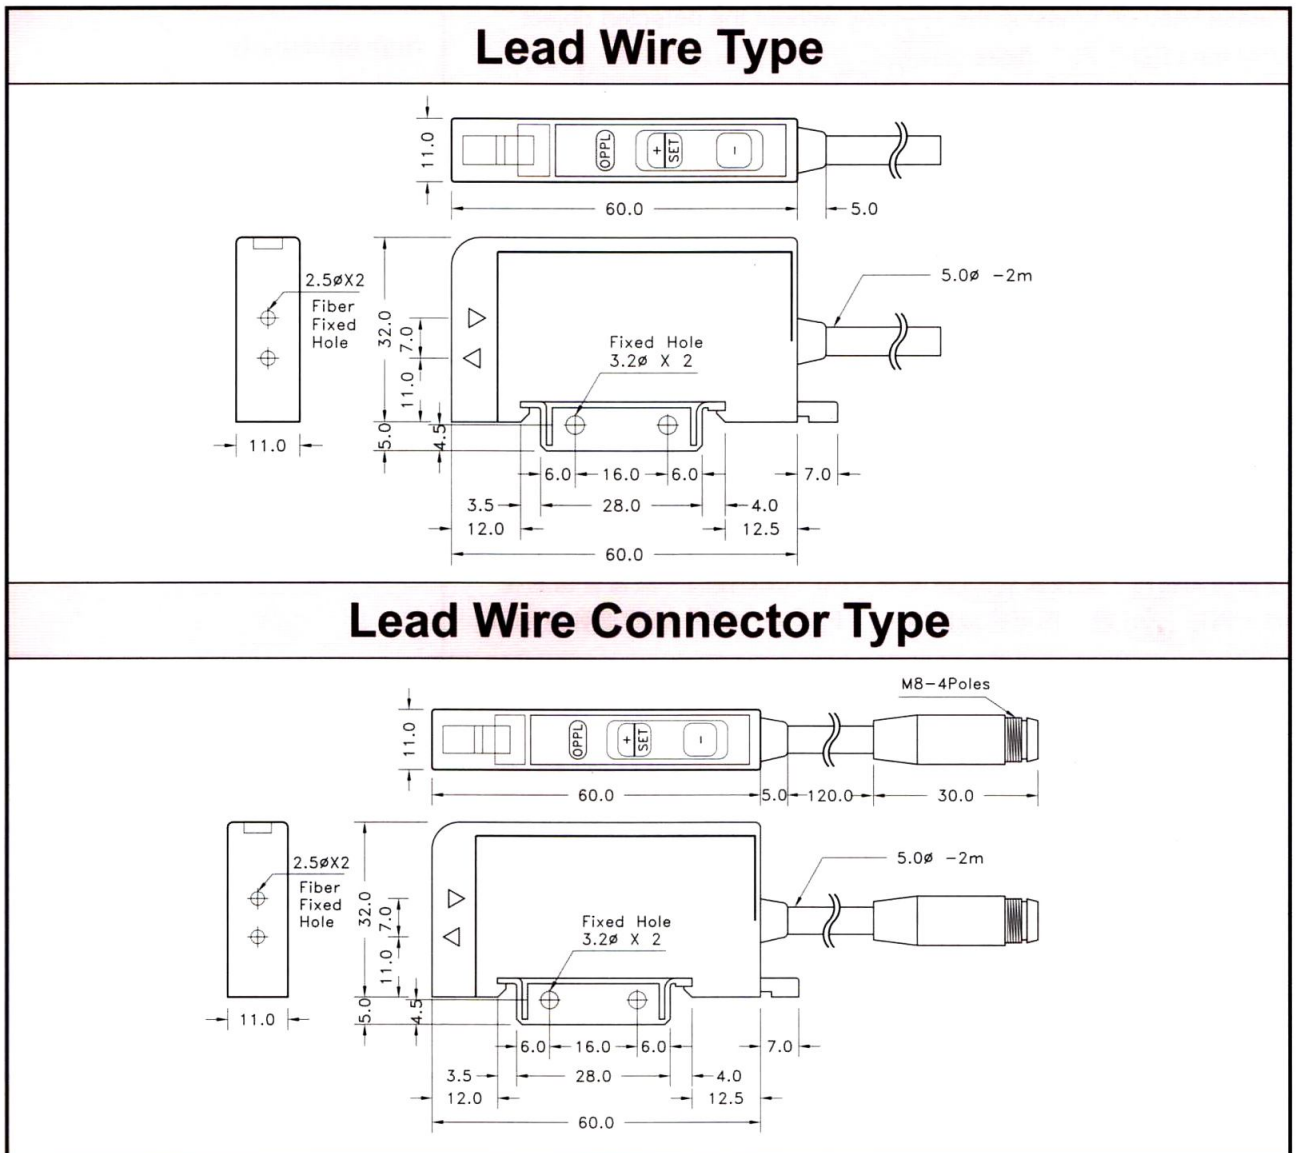 Lead Wire Type
11.0
OPPL
+
SET
-
60.0
5.0
2.5øX2
Fiber
Fixed
Hole
11.0
32.0
7.0
11.0
5.0
4.5
Fixed Hole
3.2ø X 2
5.0ø -2m
6.0
16.0
6.0
7.0
3.5
28.0
4.0
12.0
12.5
60.0
Lead Wire Connector Type
M8-4Poles
11.0
OPPL
+
SET
-
60.0
5.0
120.0
30.0
2.5øX2
Fiber
Fixed
Hole
11.0
32.0
7.0
11.0
5.0
4.5
Fixed Hole
3.2ø X 2
5.0ø -2m
6.0
16.0
6.0
7.0
3.5
28.0
4.0
12.0
12.5
60.0